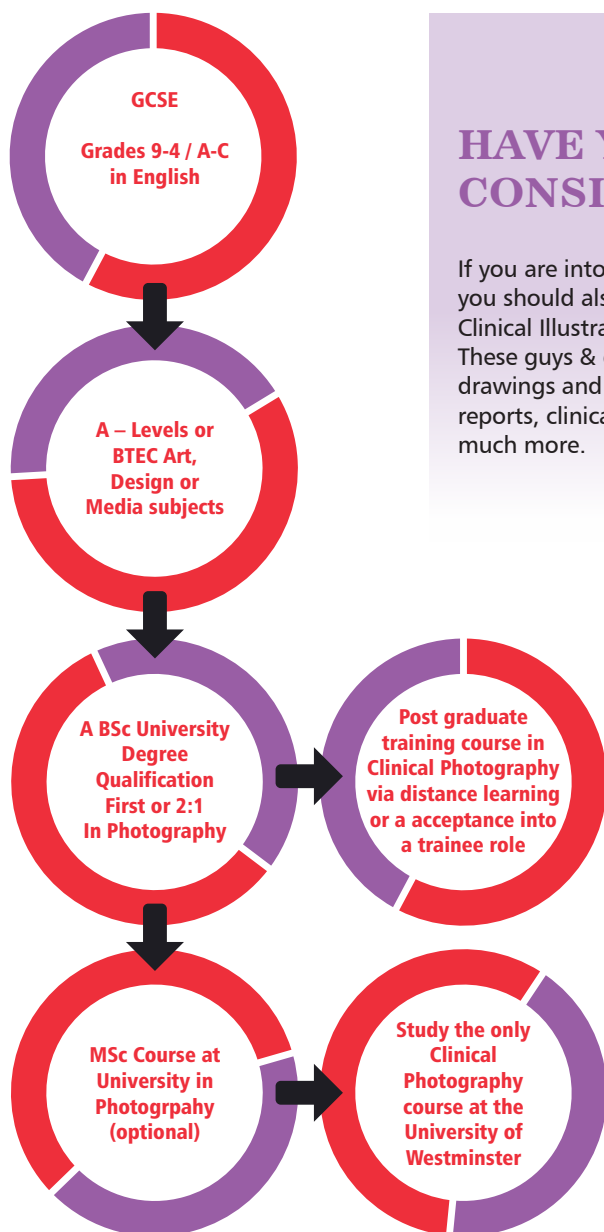 GCSE
Grades 9-4 / A-C
in English
HAVE Y
CONSI
If you are into
you should als
Clinical Illustra
These guys &
drawings and
reports, clinica
much more.
A – Levels or
BTEC Art,
Design or
Media subjects
A BSc University
Degree
Qualification
First or 2:1
In Photography
Post graduate
training course in
Clinical Photography
via distance learning
or a acceptance into
a trainee role
MSc Course at
University in
Photogrpahy
(optional)
Study the only
Clinical
Photography
course at the
University of
Westminster